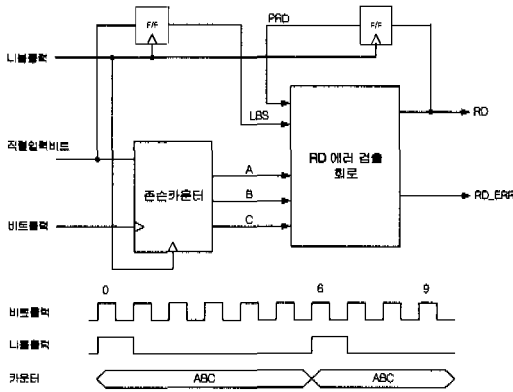 F/F
PRD
F/F
니블클럭
LBS
RD
직렬입력비트
RD 에러 검출
회로
A
존슨카운터
B
RD_ERR
C
비트클럭
0
6
9
비트클럭
니블클럭
카운터
ABC
ABC